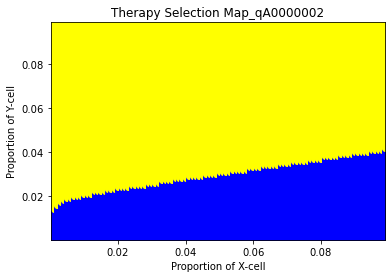 Therapy Selection Map_qA0000002
Proportion of Y-cell
0.08
0.06
0.04
0.02
0.02 0.04 0.06 0.08
Proportion of X-cell